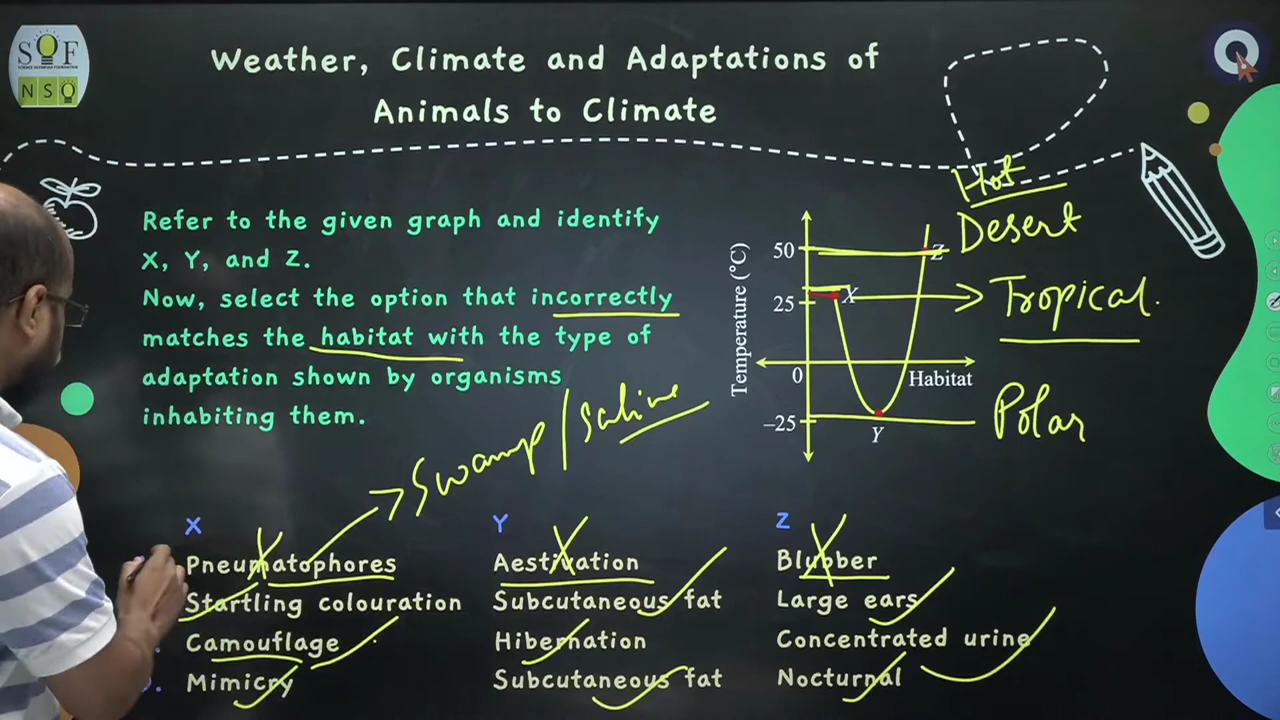 SOF
SCIENCE OLYMPIAD FOUNDATION
NSO
Weather, Climate and Adaptations of
Animals to Climate
Refer to the given graph and identify
X, Y, and Z.
Now, select the option that incorrectly
matches the habitat with the type of
adaptation shown by organisms
inhabiting them.
Temperature (°C)
50
25
0
–25
X
Y
Z
Habitat
Hot
Desert
Tropical.
Polar
Swamp/Saline
X Y Z
Pneumatophores Aestivation Blubber
Startling colouration Subcutaneous fat Large ears
Camouflage Hibernation Concentrated urine
Mimicry Subcutaneous fat Nocturnal